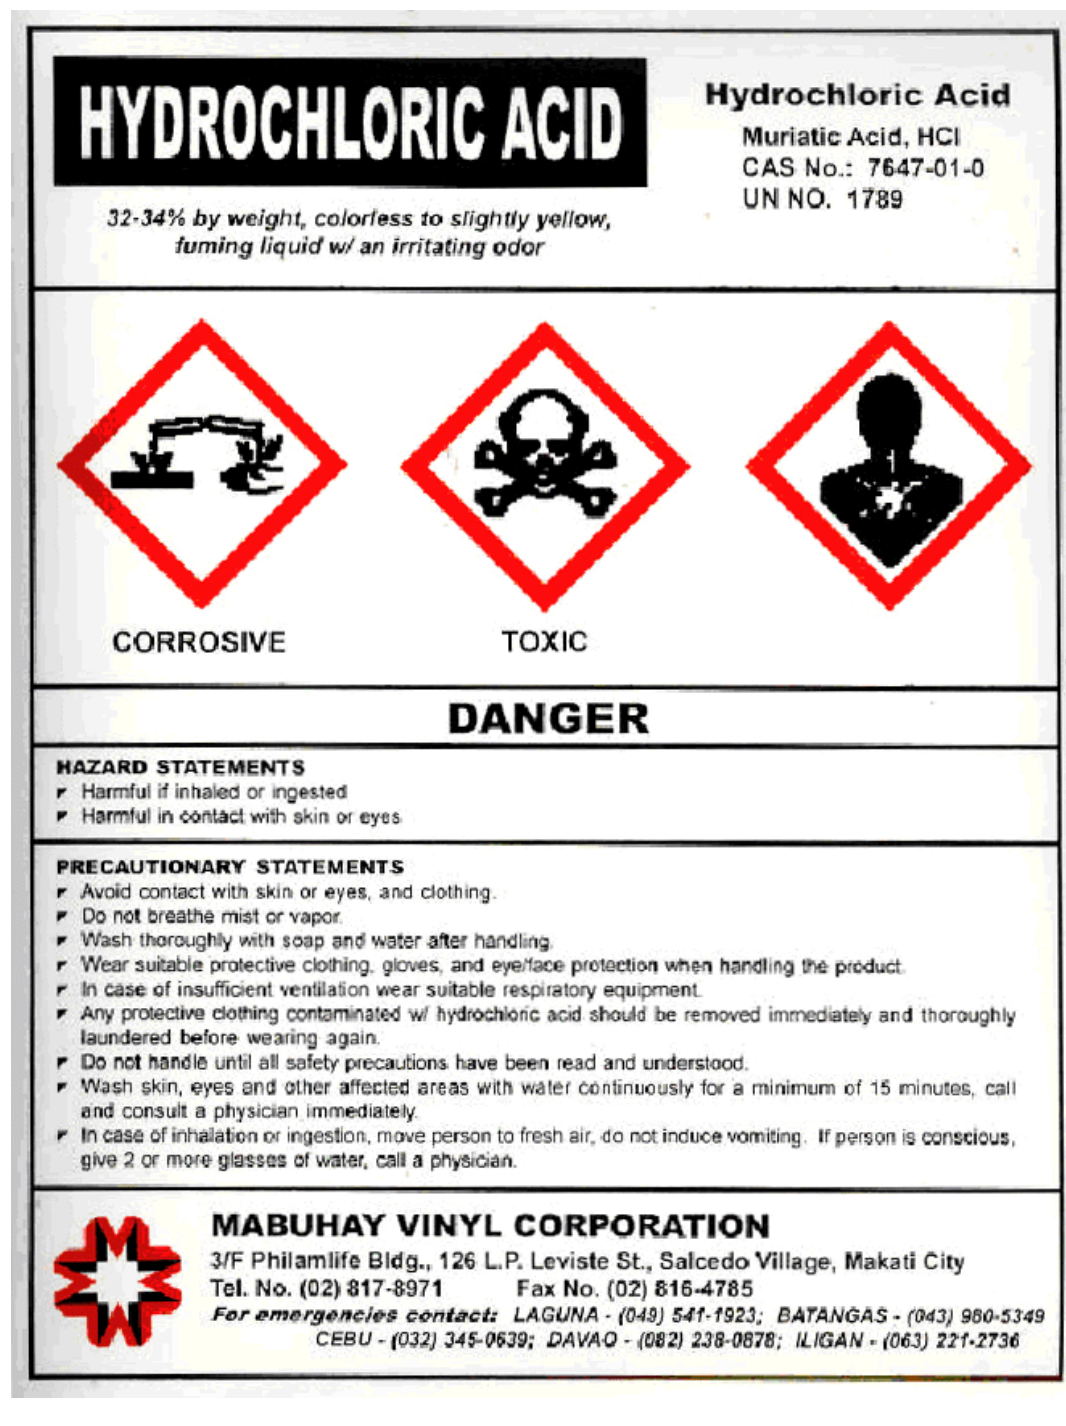 HYDROCHLORIC ACID
32-34% by weight, colorless to slightly yellow,
fuming liquid w/ an irritating odor
Hydrochloric Acid
Muriatic Acid, HCl
CAS No.: 7647-01-0
UN NO. 1789
CORROSIVE
TOXIC
DANGER
HAZARD STATEMENTS
Harmful if inhaled or ingested
Harmful in contact with skin or eyes
PRECAUTIONARY STATEMENTS
Avoid contact with skin or eyes, and clothing.
Do not breathe mist or vapor.
Wash thoroughly with soap and water after handling.
Wear suitable protective clothing, gloves, and eye/face protection when handling the product.
In case of insufficient ventilation wear suitable respiratory equipment.
Any protective clothing contaminated w/ hydrochloric acid should be removed immediately and thoroughly
laundered before wearing again.
Do not handle until all safety precautions have been read and understood.
Wash skin, eyes and other affected areas with water continuously for a minimum of 15 minutes, call
and consult a physician immediately.
In case of inhalation or ingestion, move person to fresh air, do not induce vomiting. If person is conscious,
give 2 or more glasses of water, call a physician.
MABUHAY VINYL CORPORATION
3/F Philamlife Bldg., 126 L.P. Leviste St., Salcedo Village, Makati City
Tel. No. (02) 817-8971 Fax No. (02) 816-4785
For emergencies contact: LAGUNA - (049) 541-1923; BATANGAS - (043) 980-5349
CEBU - (032) 345-0639; DAVAO - (082) 238-0878; ILIGAN - (063) 221-2736